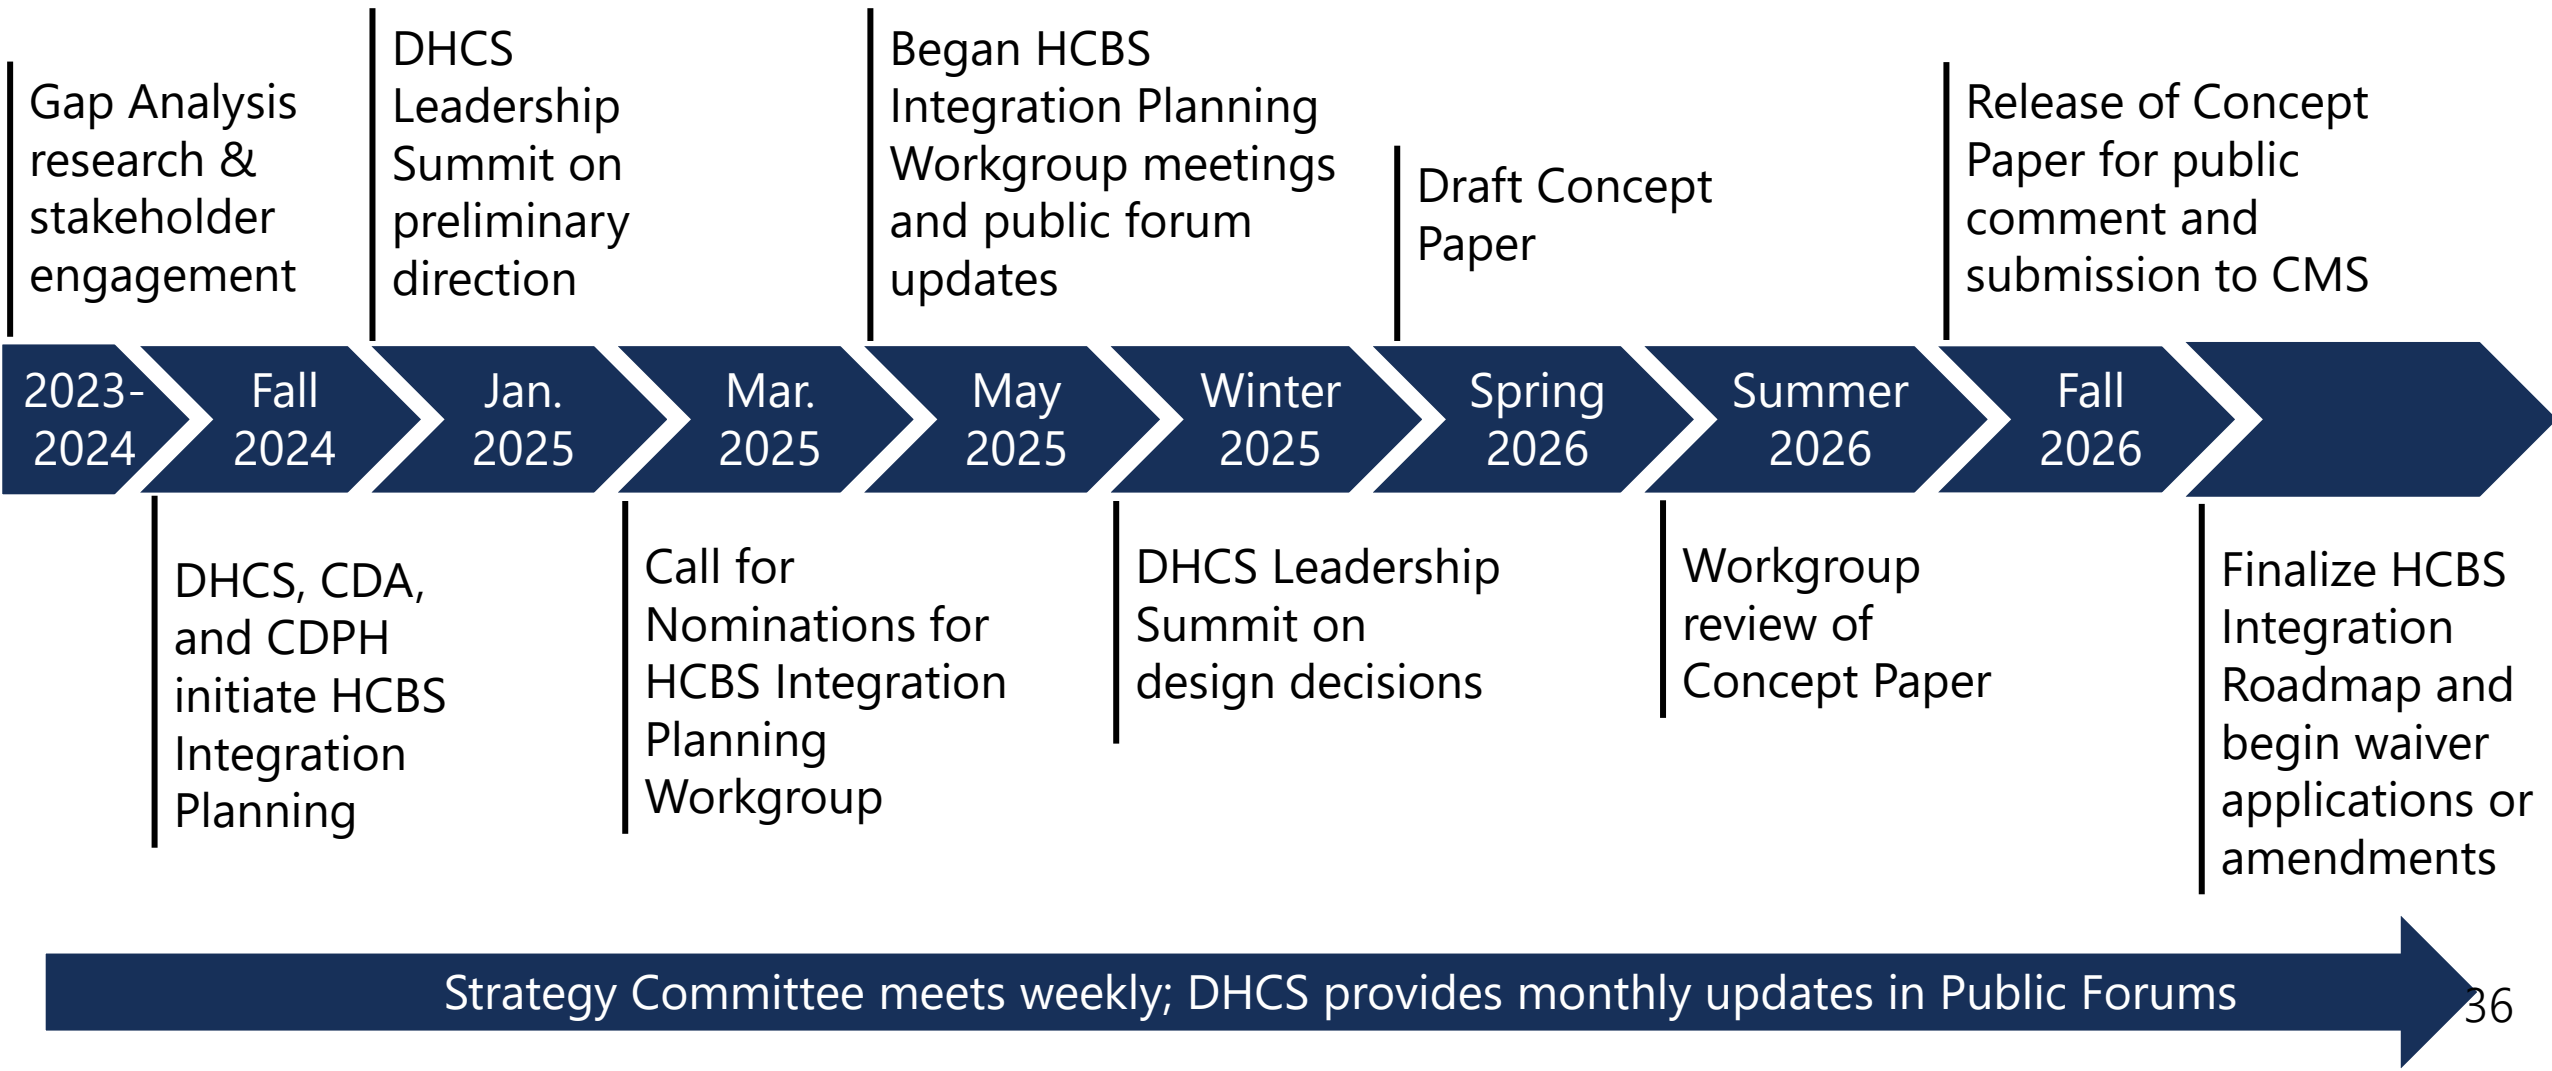 Gap Analysis
research &
stakeholder
engagement
DHCS
Leadership
Summit on
preliminary
direction
Began HCBS
Integration Planning
Workgroup meetings
and public forum
updates
Draft Concept
Paper
Release of Concept
Paper for public
comment and
submission to CMS
2023-
2024
Fall
2024
Jan.
2025
Mar.
2025
May
2025
Winter
2025
Spring
2026
Summer
2026
Fall
2026
DHCS, CDA,
and CDPH
initiate HCBS
Integration
Planning
Call for
Nominations for
HCBS Integration
Planning
Workgroup
DHCS Leadership
Summit on
design decisions
Workgroup
review of
Concept Paper
Finalize HCBS
Integration
Roadmap and
begin waiver
applications or
amendments
Strategy Committee meets weekly; DHCS provides monthly updates in Public Forums
36